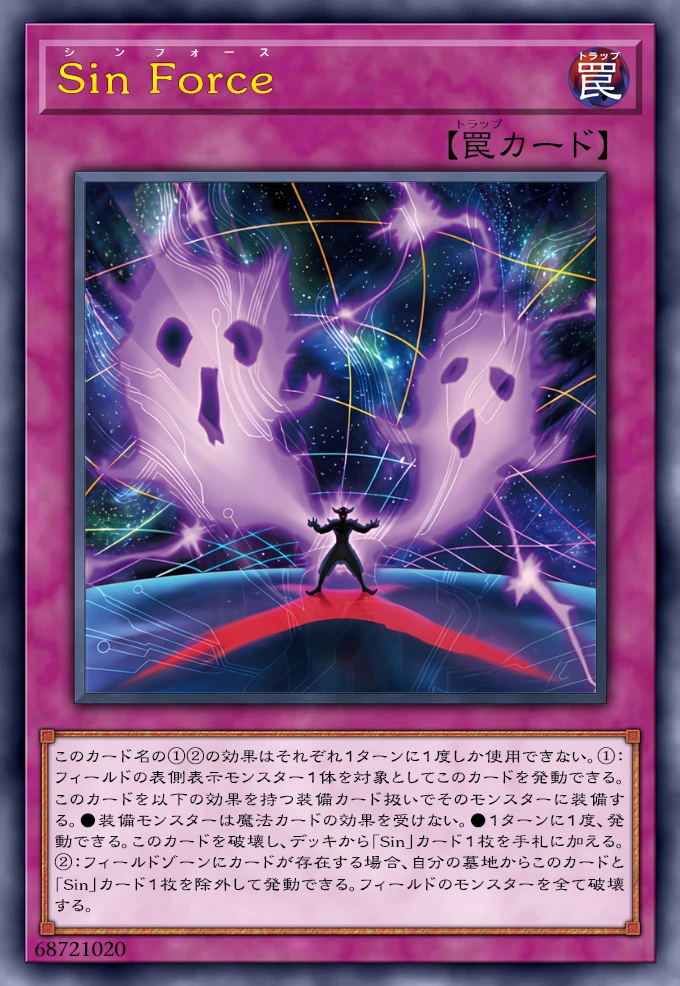 シンフォース
Sin Force
トラップ
罠
トラップ
【罠カード】
このカード名の①②の効果はそれぞれ1ターンに1度しか使用できない。①:
フィールドの表側表示モンスター1体を対象としてこのカードを発動できる。
このカードを以下の効果を持つ装備カード扱いでそのモンスターに装備す
る。●装備モンスターは魔法カードの効果を受けない。●1ターンに1度、発
動できる。このカードを破壊し、デッキから「Sin」カード1枚を手札に加える。
②:フィールドゾーンにカードが存在する場合、自分の墓地からこのカードと
「Sin」カード1枚を除外して発動できる。フィールドのモンスターを全て破壊
する。
68721020